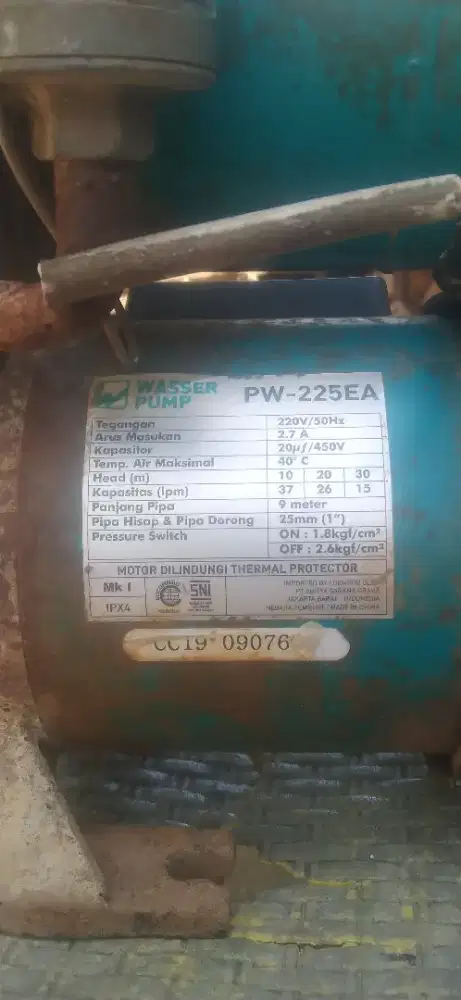 WASSER PUMP PW-225EA
Tegangan 220V/50Hz
Arus Masukan 2.7 A
Kapasitor 20µf/450V
Temp. Air Maksimal 40° C
Head (m) 10 20 30
Kapasitas (lpm) 37 26 15
Panjang Pipa 9 meter
Pipa Hisap & Pipa Dorong 25mm (1")
Pressure Switch ON : 1.8kgf/cm²
OFF : 2.6kgf/cm²
MOTOR DILINDUNGI THERMAL PROTECTOR
Mk I
IPX4
SNI
JAKARTA BARAT - INDONESIA
MADE IN CHINA
CC19 09076